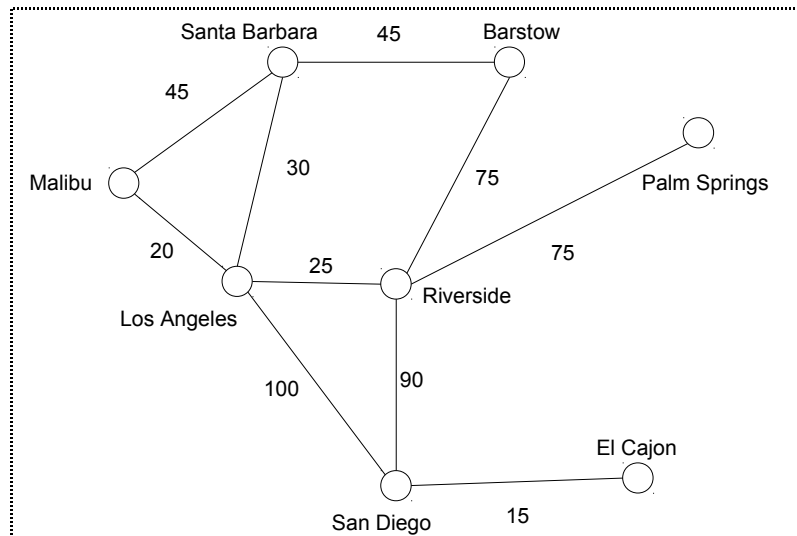 Santa Barbara
45
Barstow
45
30
75
Malibu
Palm Springs
20
25
75
Riverside
Los Angeles
100
90
El Cajon
15
San Diego